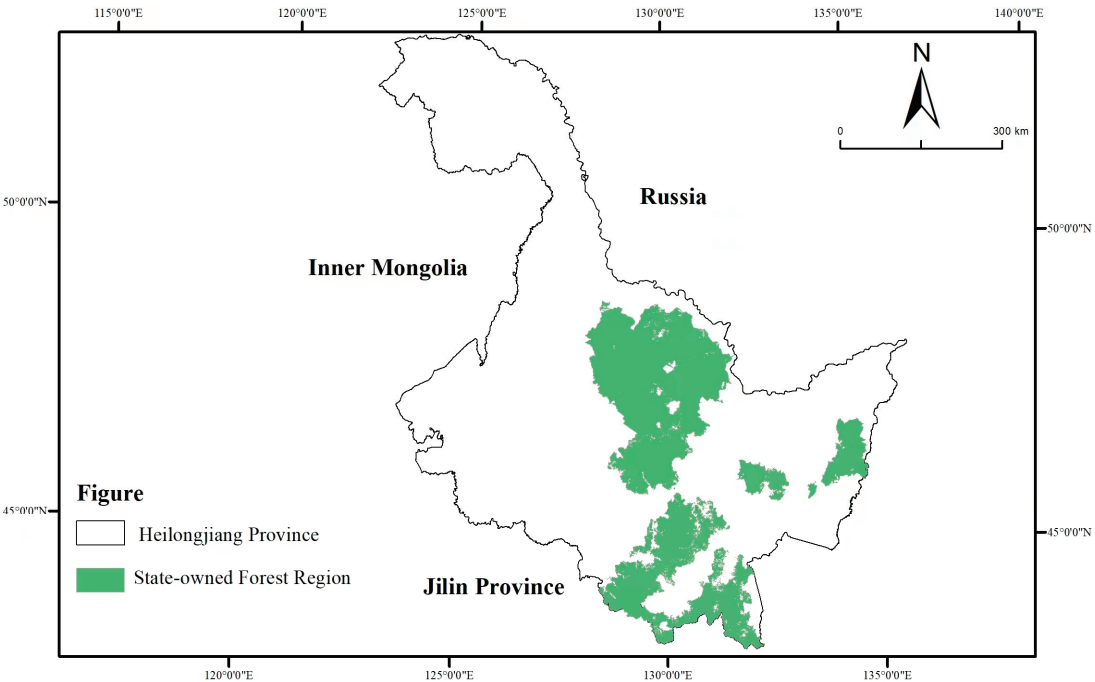 115°0'0"E 120°0'0"E 125°0'0"E 130°0'0"E 135°0'0"E 140°0'0"E
N
0 300 km
50°0'0"N
Russia
50°0'0"N
Inner Mongolia
Figure
45°0'0"N
Heilongjiang Province
45°0'0"N
State-owned Forest Region
Jilin Province
120°0'0"E 125°0'0"E 130°0'0"E 135°0'0"E